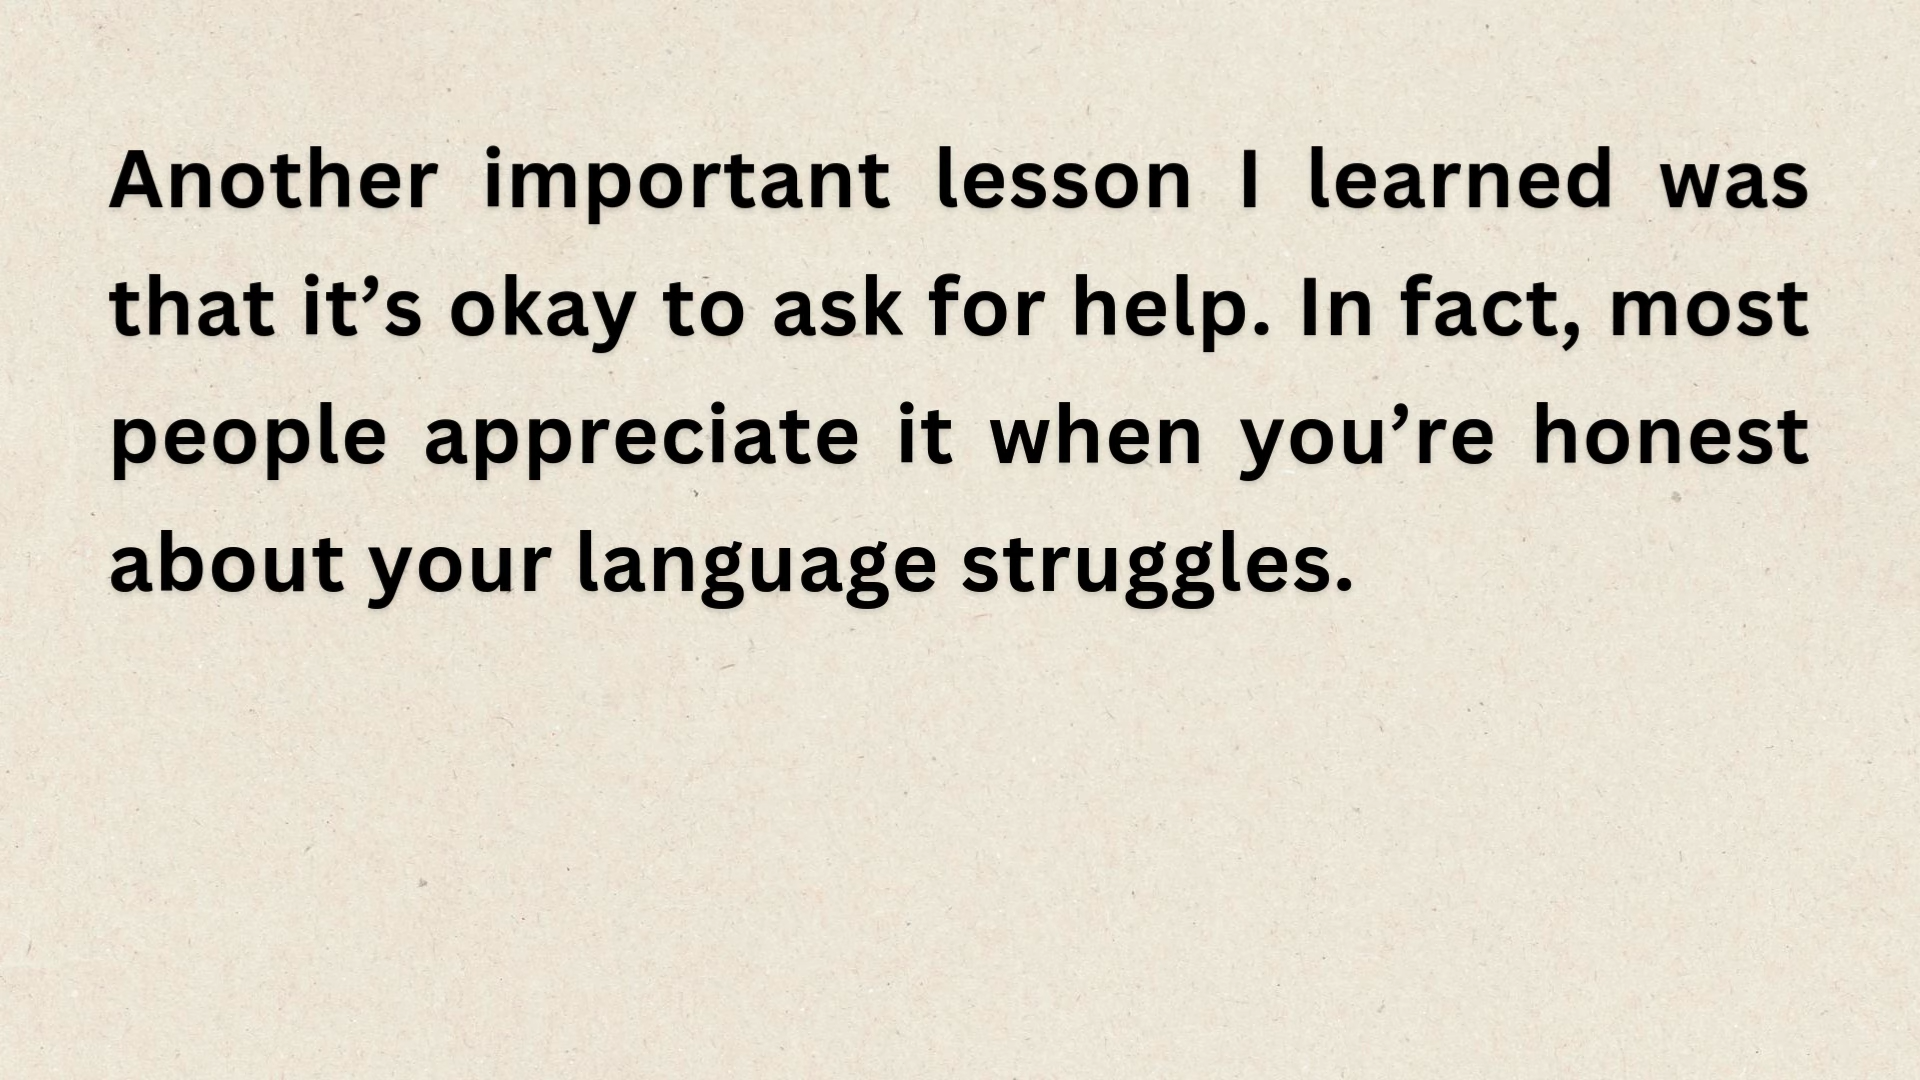 Another important lesson I learned was
that it’s okay to ask for help. In fact, most
people appreciate it when you’re honest
about your language struggles.